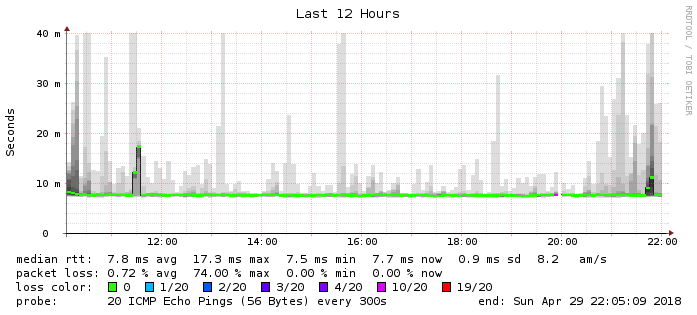 Last 12 Hours
RRDTOOL / TOBI OETIKER
Seconds
40 m
30 m
20 m
10 m
0
12:00 14:00 16:00 18:00 20:00 22:00
median rtt: 7.8 ms avg 17.3 ms max 7.5 ms min 7.7 ms now 0.9 ms sd 8.2 am/s
packet loss: 0.72 % avg 74.00 % max 0.00 % min 0.00 % now
loss color: 0 1/20 2/20 3/20 4/20 10/20 19/20
probe: 20 ICMP Echo Pings (56 Bytes) every 300s end: Sun Apr 29 22:05:09 2018